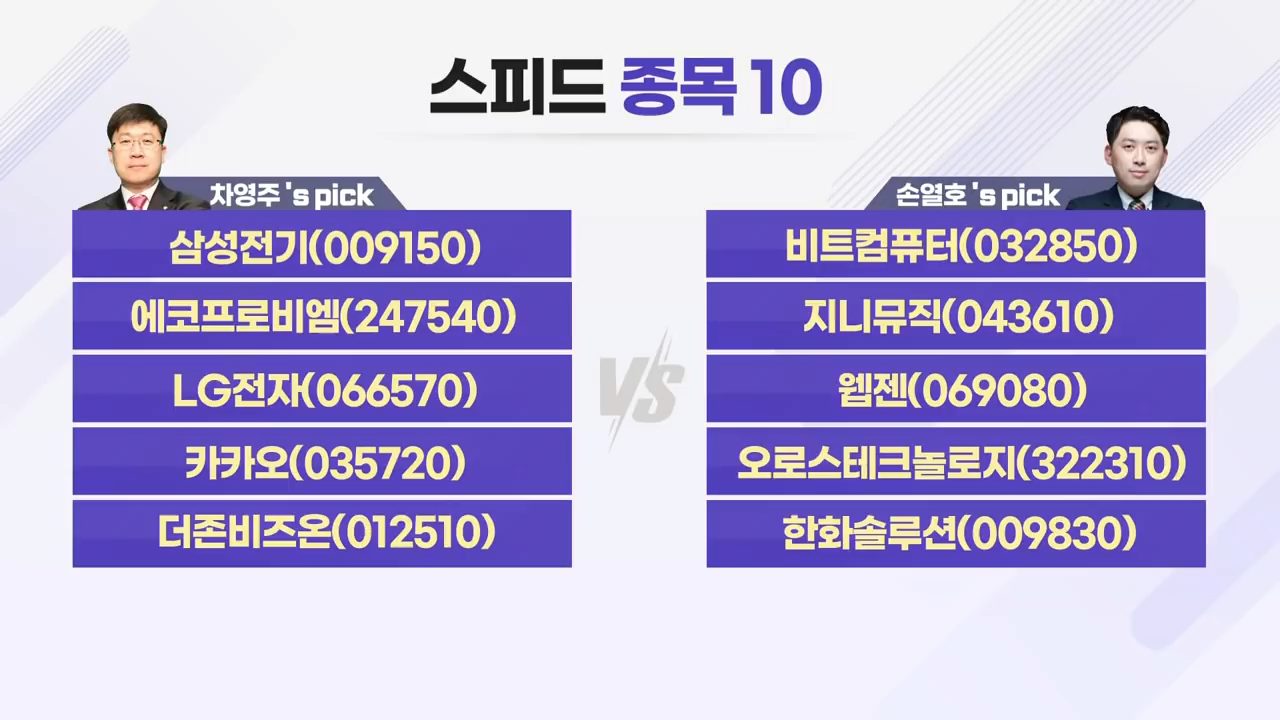 스피드 종목 10
차영주 's pick
삼성전기(009150)
에코프로비엠(247540)
LG전자(066570)
카카오(035720)
더존비즈온(012510)
VS
손열호 's pick
비트컴퓨터(032850)
지니뮤직(043610)
웹젠(069080)
오로스테크놀로지(322310)
한화솔루션(009830)